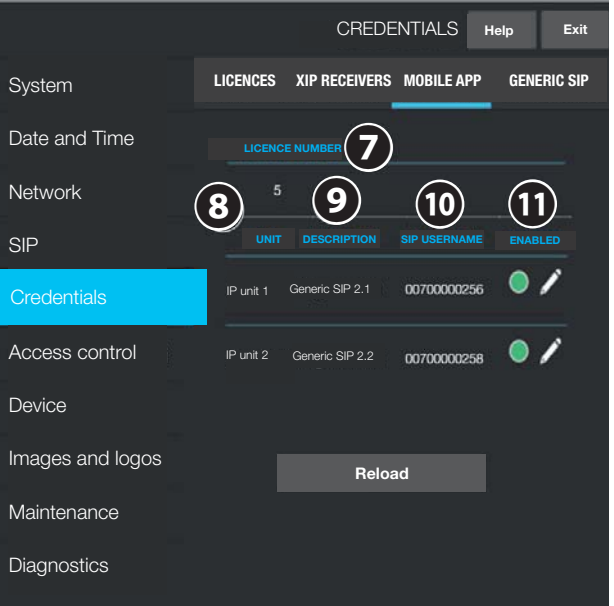 CREDENTIALS Help Exit
LICENCES XIP RECEIVERS MOBILE APP GENERIC SIP
System
Date and Time
Network
SIP
Credentials
Access control
Device
Images and logos
Maintenance
Diagnostics
LICENCE NUMBER 7
5
8 9 10 11
UNIT DESCRIPTION SIP USERNAME ENABLED
IP unit 1 Generic SIP 2.1 00700000256
IP unit 2 Generic SIP 2.2 00700000258
Reload